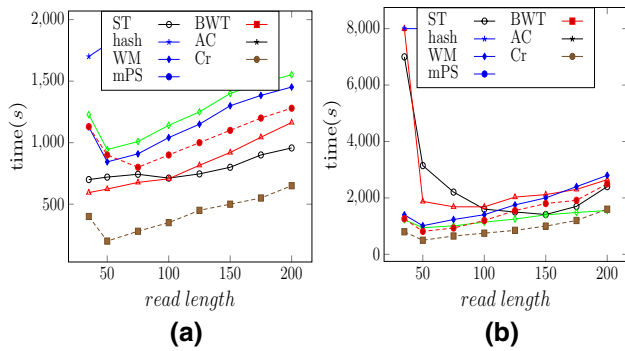 ST BWT
hash AC
WM Cr
mPS
2,000
1,500
1,000
500
time(s)
50 100 150 200
read length
(a)
ST BWT
hash AC
WM Cr
mPS
8,000
6,000
4,000
2,000
0
time(s)
50 100 150 200
read length
(b)